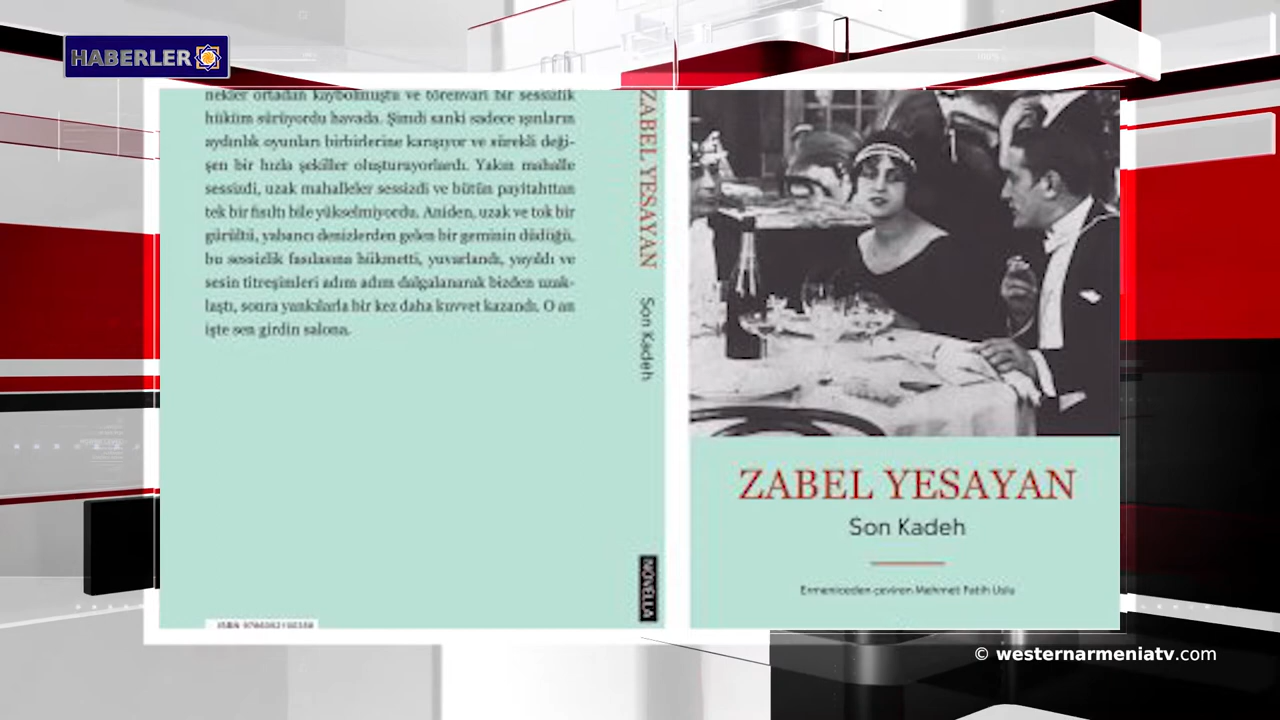 HABERLER
nekler ortadan kaybolmuştu ve törenvari bir sessizlik
hüküm sürüyordu havada. Şimdi sanki sadece ışınların
aydınlık oyunları birbirlerine karışıyor ve sürekli deği-
şen bir hızla şekiller oluşturuyorlardı. Yakın mahalle
sessizdi, uzak mahalleler sessizdi ve bütün payitahttan
tek bir fısıltı bile yükselmiyordu. Aniden, uzak ve tok bir
gürültü, yabancı denizlerden gelen bir geminin düdüğü,
bu sessizlik fasılasına hükmetti, yuvarlandı, yayıldı ve
sesin titreşimleri adım adım dalgalanarak bizden uzak-
laştı, sonra yankılarla bir kez daha kuvvet kazandı. O an
işte sen girdin salona.
ISBN
ZABEL YESAYAN
Son Kadeh
NOVELLA
ZABEL YESAYAN
Son Kadeh
Ermeniceden çeviren Mehmet Fatih Uslu
© westernarmeniatv.com